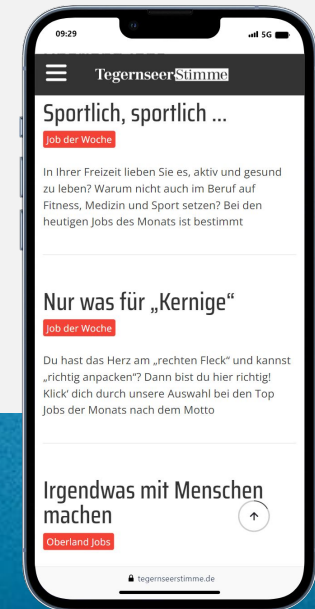 09:29
5G
TegernseerStimme
Sportlich, sportlich ...
Job der Woche
In Ihrer Freizeit lieben Sie es, aktiv und gesund
zu leben? Warum nicht auch im Beruf auf
Fitness, Medizin und Sport setzen? Bei den
heutigen Jobs des Monats ist bestimmt
Nur was für „Kernige“
Job der Woche
Du hast das Herz am „rechten Fleck“ und kannst
„richtig anpacken“? Dann bist du hier richtig!
Klick’ dich durch unsere Auswahl bei den Top
Jobs der Monats nach dem Motto
Irgendwas mit Menschen
machen
Oberland Jobs
tegernseerstimme.de